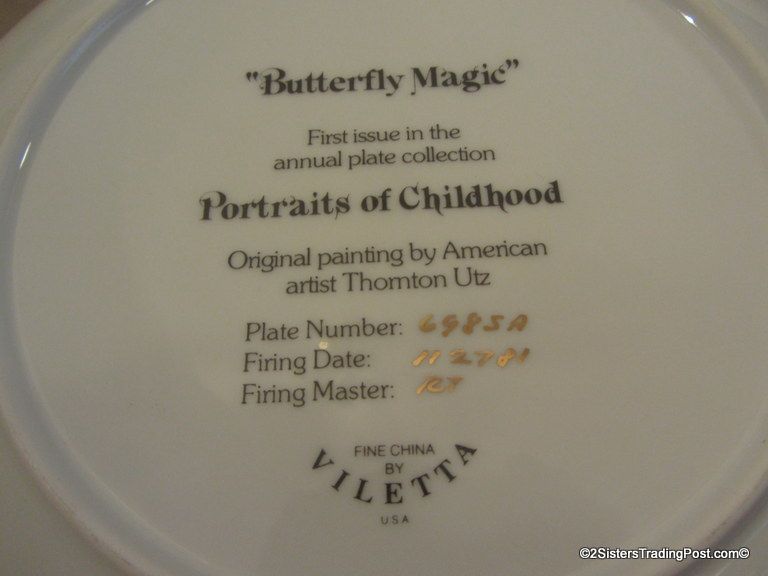 "Butterfly Magic"
First issue in the
annual plate collection
Portraits of Childhood
Original painting by American
artist Thornton Utz
Plate Number: 6985A
Firing Date:
Firing Master:
FINE CHINA
BY
VILETTA
USA
©2SistersTradingPost.com©